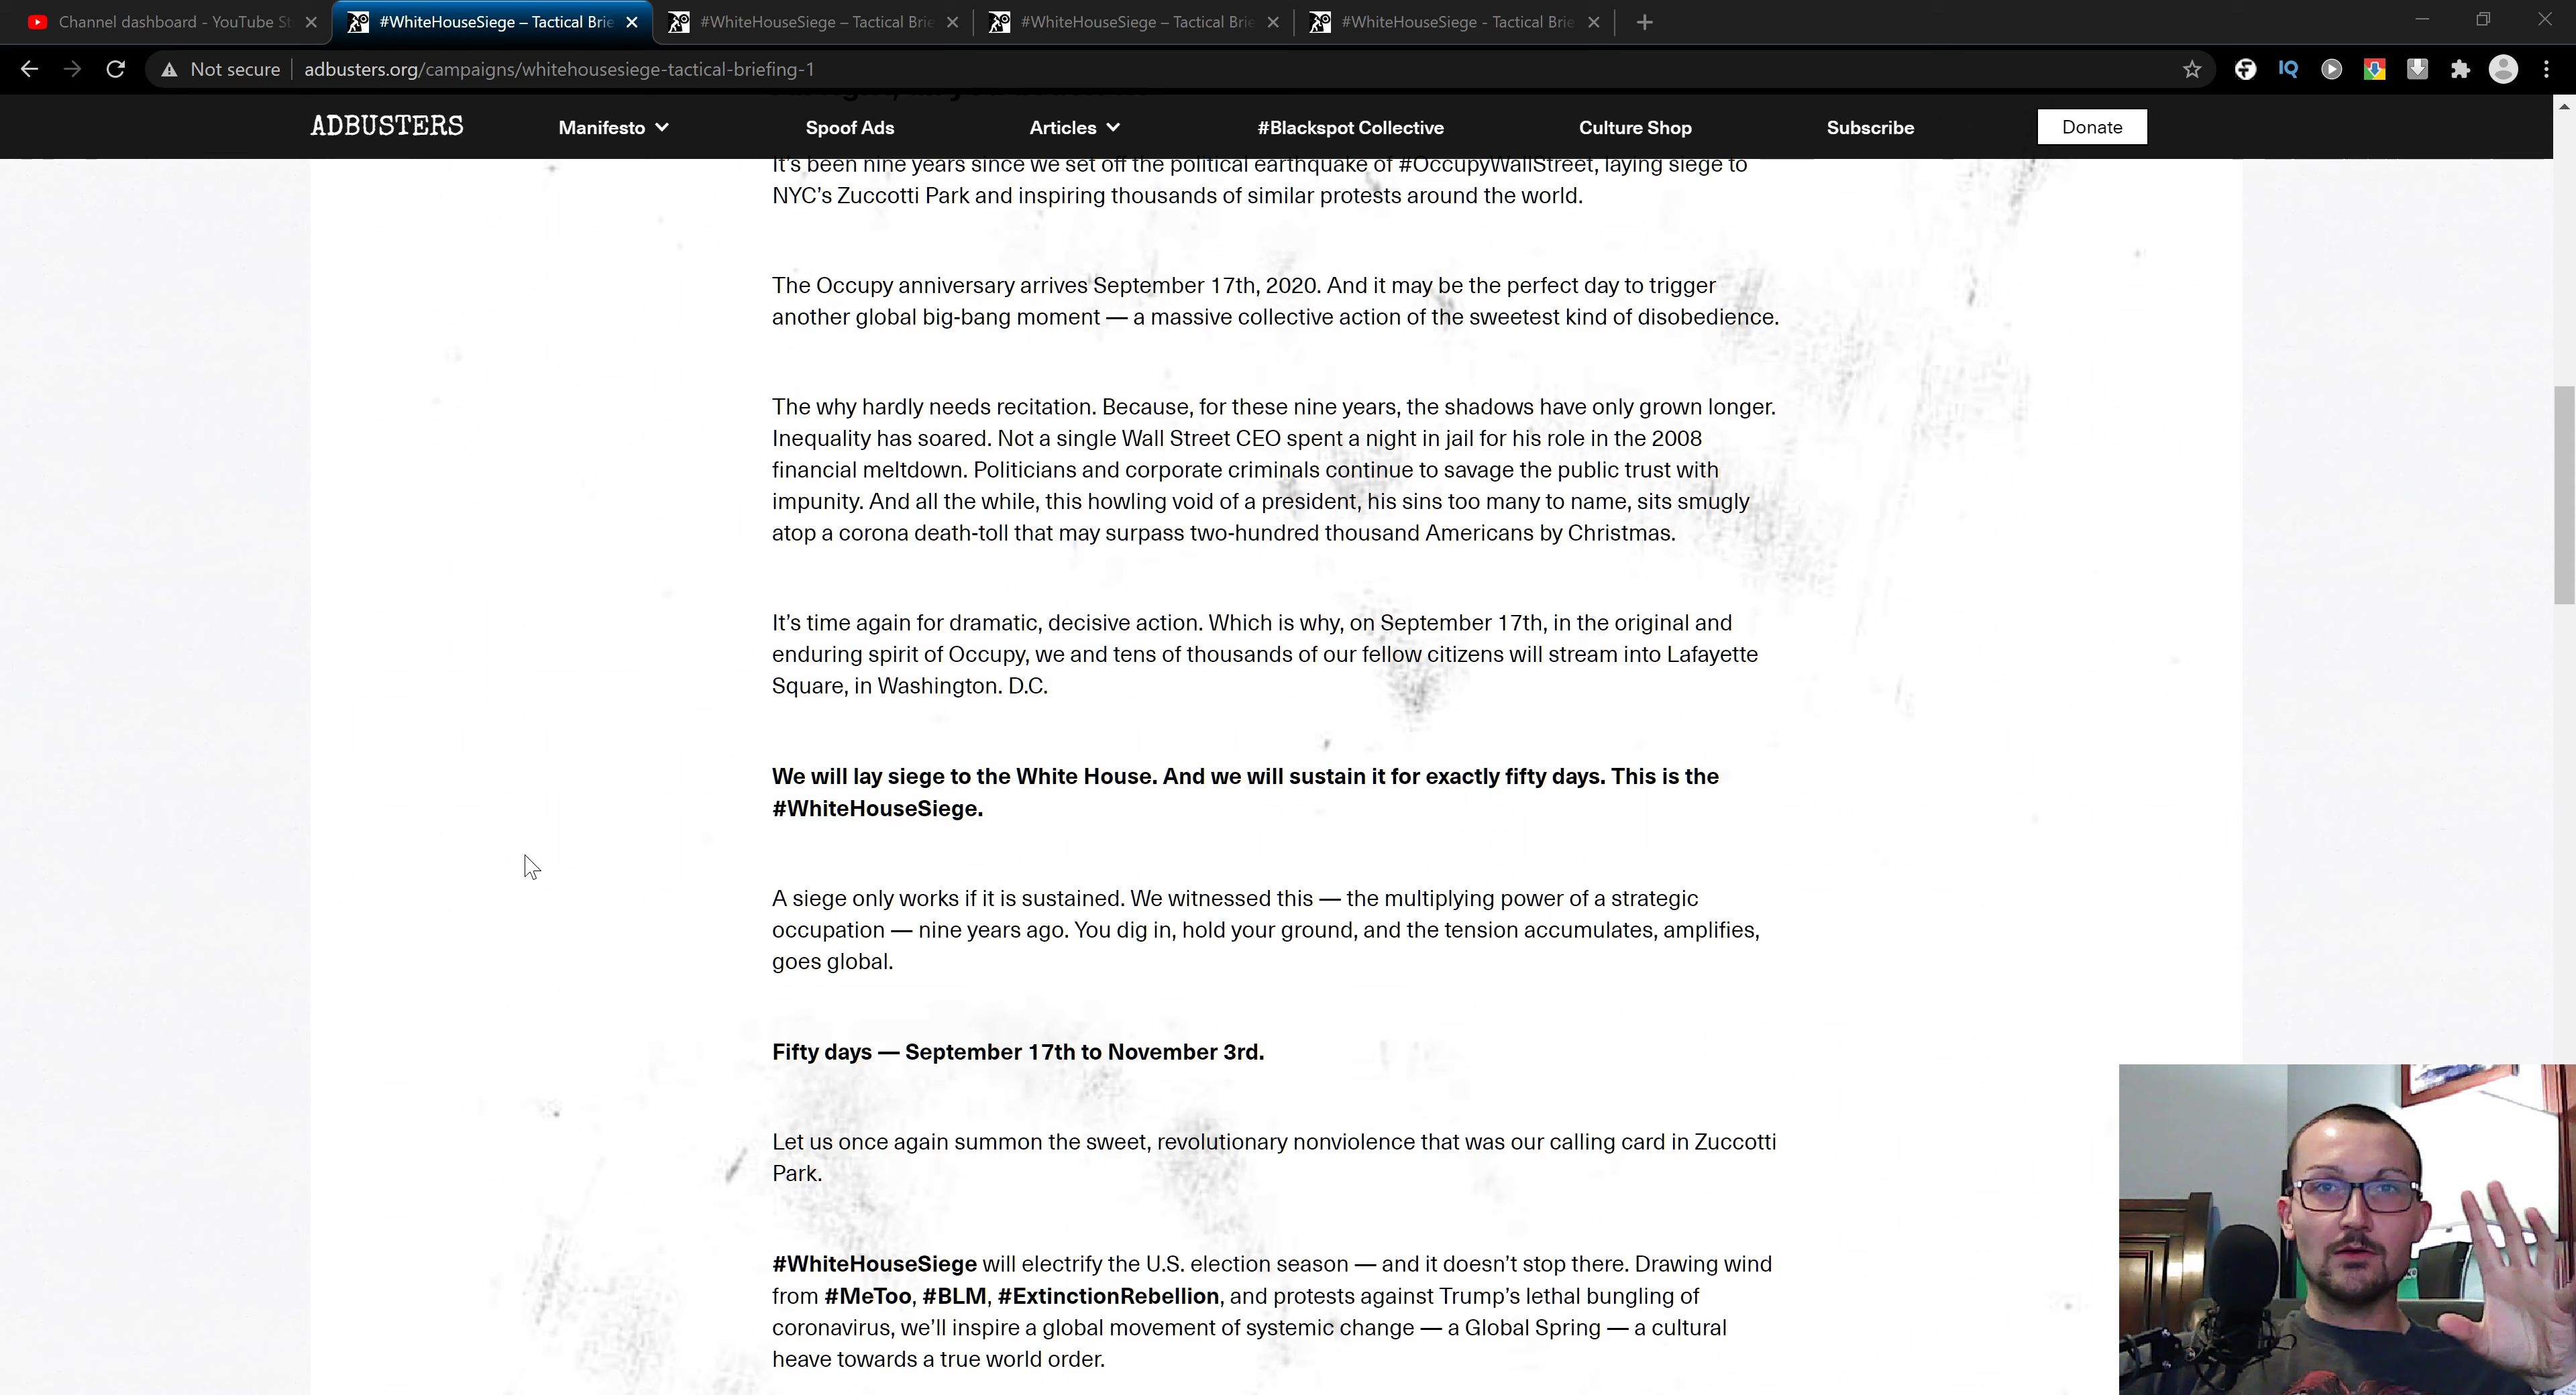 Channel dashboard - YouTube St
#WhiteHouseSiege – Tactical Brie
#WhiteHouseSiege – Tactical Brie
#WhiteHouseSiege – Tactical Brie
#WhiteHouseSiege - Tactical Brie
Not secure
adbusters.org/campaigns/whitehousesiege-tactical-briefing-1
IQ
ADBUSTERS
Manifesto
Spoof Ads
Articles
#Blackspot Collective
Culture Shop
Subscribe
Donate
It's been nine years since we set off the political earthquake of #OccupyWallStreet, laying siege to
NYC's Zuccotti Park and inspiring thousands of similar protests around the world.
The Occupy anniversary arrives September 17th, 2020. And it may be the perfect day to trigger
another global big-bang moment — a massive collective action of the sweetest kind of disobedience.
The why hardly needs recitation. Because, for these nine years, the shadows have only grown longer.
Inequality has soared. Not a single Wall Street CEO spent a night in jail for his role in the 2008
financial meltdown. Politicians and corporate criminals continue to savage the public trust with
impunity. And all the while, this howling void of a president, his sins too many to name, sits smugly
atop a corona death-toll that may surpass two-hundred thousand Americans by Christmas.
It's time again for dramatic, decisive action. Which is why, on September 17th, in the original and
enduring spirit of Occupy, we and tens of thousands of our fellow citizens will stream into Lafayette
Square, in Washington. D.C.
We will lay siege to the White House. And we will sustain it for exactly fifty days. This is the
#WhiteHouseSiege.
A siege only works if it is sustained. We witnessed this — the multiplying power of a strategic
occupation — nine years ago. You dig in, hold your ground, and the tension accumulates, amplifies,
goes global.
Fifty days — September 17th to November 3rd.
Let us once again summon the sweet, revolutionary nonviolence that was our calling card in Zuccotti
Park.
#WhiteHouseSiege will electrify the U.S. election season — and it doesn't stop there. Drawing wind
from #MeToo, #BLM, #ExtinctionRebellion, and protests against Trump's lethal bungling of
coronavirus, we'll inspire a global movement of systemic change — a Global Spring — a cultural
heave towards a true world order.